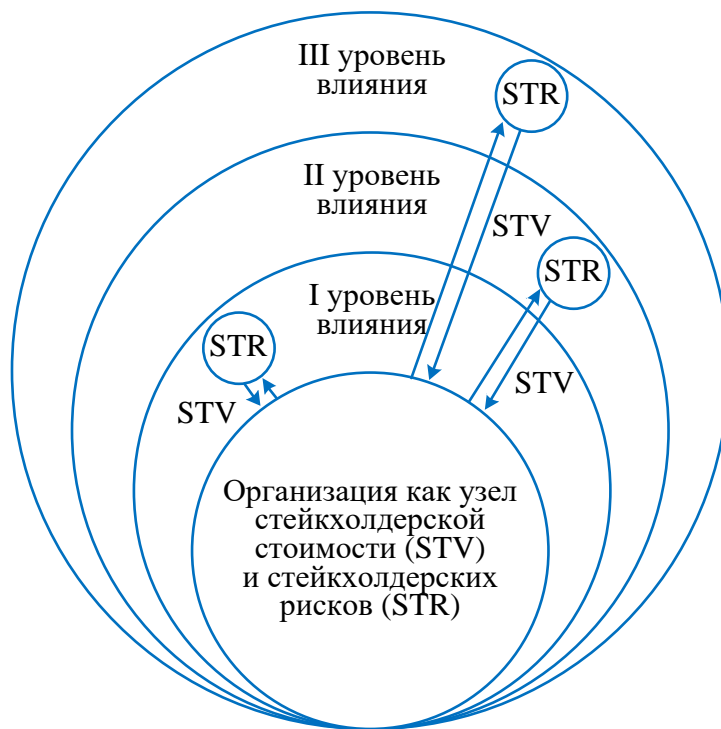 III уровень
влияния
STR
II уровень
влияния
STV
STR
I уровень
влияния
STR
STV
STV
Организация как узел
стейкхолдерской
стоимости (STV)
и стейкхолдерских
рисков (STR)